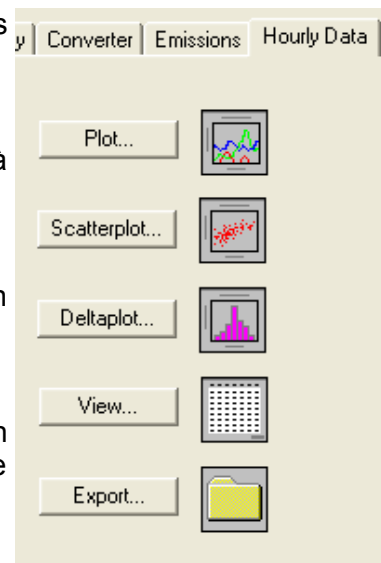 s
y Converter Emissions Hourly Data
Plot...
à
Scatterplot...
n
Deltaplot...
View...
n
e
Export...